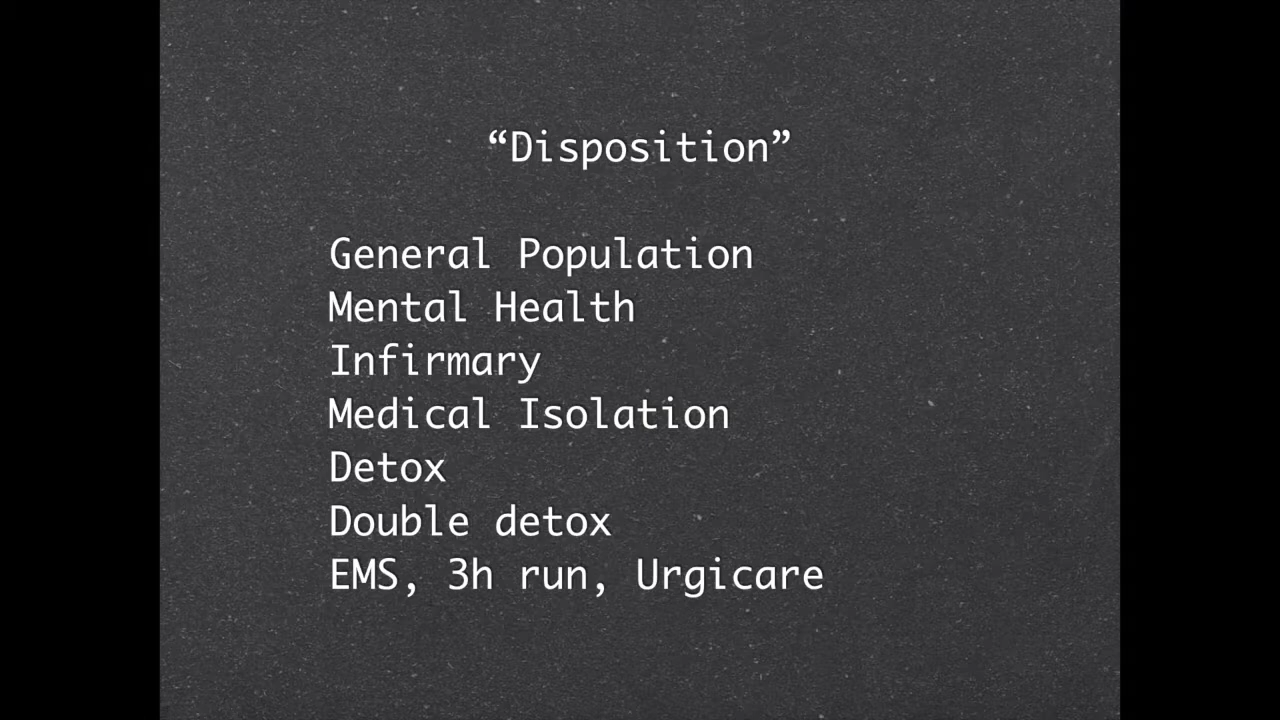 “Disposition”
General Population
Mental Health
Infirmary
Medical Isolation
Detox
Double detox
EMS, 3h run, Urgicare